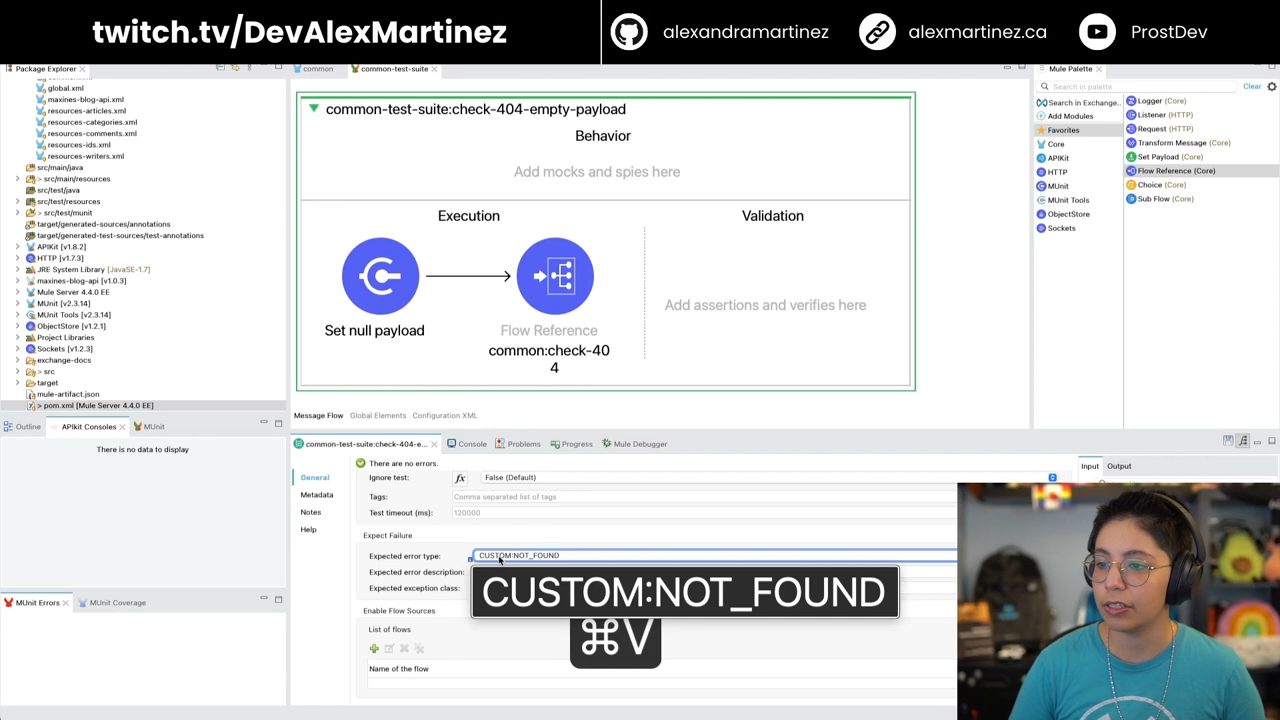 twitch.tv/DevAlexMartinez
alexandramartinez
alexmartinez.ca
ProstDev
Package Explorer
global.xml
maxines-blog-api.xml
resources-articles.xml
resources-categories.xml
resources-comments.xml
resources-ids.xml
resources-writers.xml
src/main/java
> src/main/resources
src/test/java
src/test/resources
> src/test/munit
target/generated-sources/annotations
target/generated-test-sources/test-annotations
APIKit [v1.8.2]
HTTP [v1.7.3]
JRE System Library [JavaSE-1.7]
maxines-blog-api [v1.0.3]
Mule Server 4.4.0 EE
MUnit [v2.3.14]
MUnit Tools [v2.3.14]
ObjectStore [v1.2.1]
Project Libraries
Sockets [v1.2.3]
exchange-docs
> src
target
mule-artifact.json
> pom.xml [Mule Server 4.4.0 EE]
Outline
APIkit Consoles
MUnit
There is no data to display
MUnit Errors
MUnit Coverage
common
common-test-suite
common-test-suite:check-404-empty-payload
Behavior
Add mocks and spies here
Execution
Validation
Set null payload
Flow Reference
common:check-40
4
Add assertions and verifies here
Message Flow
Global Elements
Configuration XML
Mule Palette
Search in palette
Clear
Search in Exchange..
Add Modules
Favorites
Core
APIKit
HTTP
MUnit
MUnit Tools
ObjectStore
Sockets
Logger (Core)
Listener (HTTP)
Request (HTTP)
Transform Message (Core)
Set Payload (Core)
Flow Reference (Core)
Choice (Core)
Sub Flow (Core)
common-test-suite:check-404-e...
Console
Problems
Progress
Mule Debugger
There are no errors.
General
Metadata
Notes
Help
Ignore test:
fx
False (Default)
Tags:
Comma separated list of tags
Test timeout (ms):
120000
Expect Failure
Expected error type:
CUSTOM:NOT_FOUND
Expected error description:
Expected exception class:
CUSTOM:NOT_FOUND
⌘V
Enable Flow Sources
List of flows
Name of the flow
Input
Output